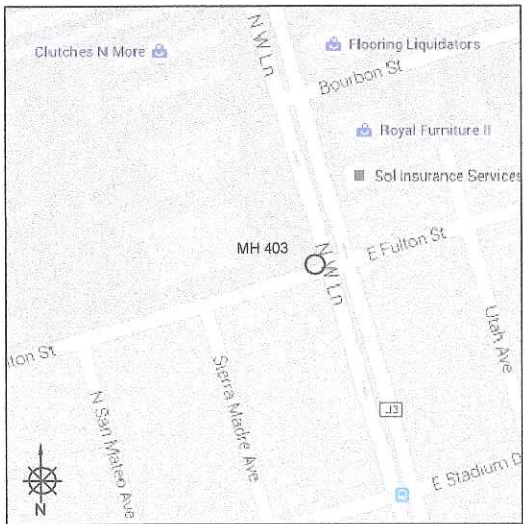 Clutches N More
N W Ln
Flooring Liquidators
Bourbon St
Royal Furniture II
Sol Insurance Services
MH 403
N W Ln
E Fulton St
lton St
Utah Ave
Sierra Madre Ave
N San Mateo Ave
J3
E Stadium D
N